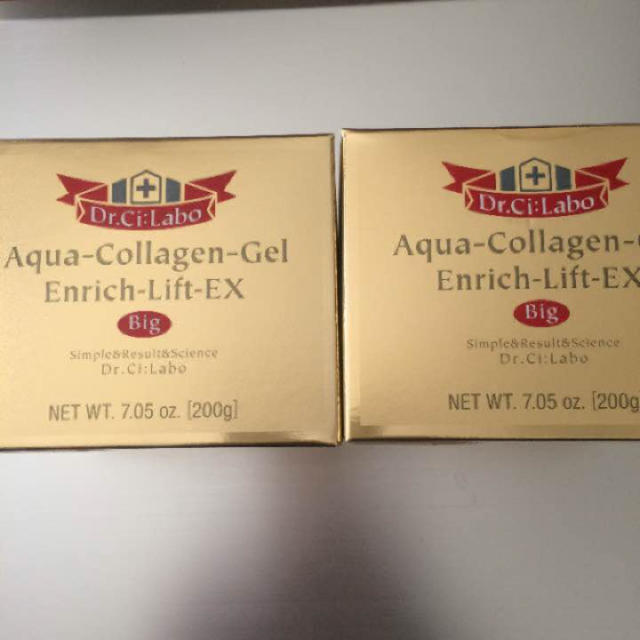 Dr.Ci:Labo
Aqua-Collagen-Gel
Enrich-Lift-EX
Big
Simple&Result&Science
Dr.Ci:Labo
NET WT. 7.05 oz. [200g]
Dr.Ci:Labo
Aqua-Collagen-
Enrich-Lift-EX
Big
Simple&Result&Science
Dr.Ci:Labo
NET WT. 7.05 oz. [200g